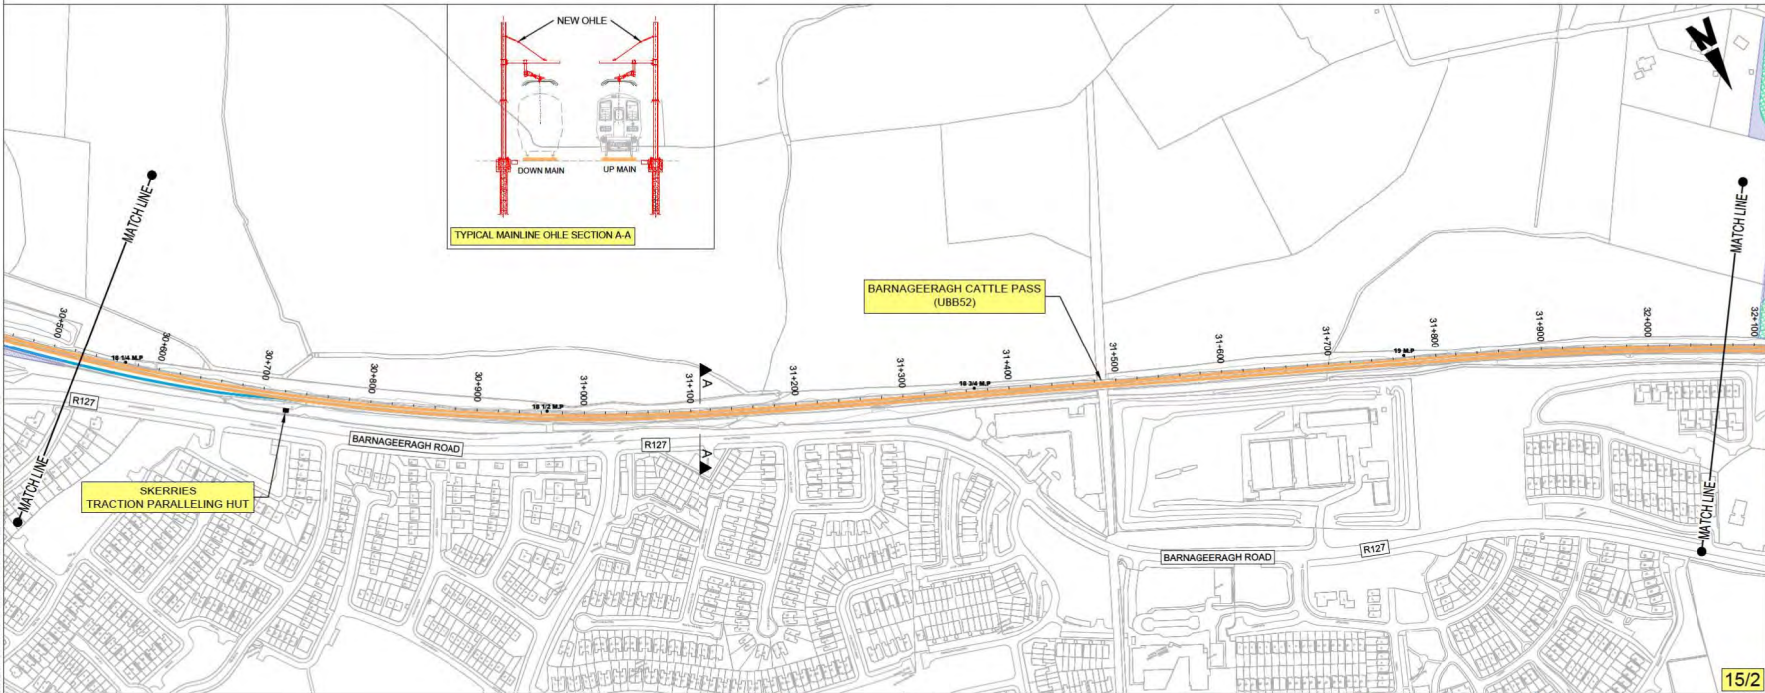 NEW OHLE
DOWN MAIN
UP MAIN
TYPICAL MAINLINE OHLE SECTION A-A
N
MATCH LINE
MATCH LINE
BARNAGEERAGH CATTLE PASS
(UBB52)
30+500
18 1/4 M.P
30+600
30+700
30+800
30+900
18 1/2 M.P
31+000
31+100
A
31+200
31+300
18 3/4 M.P
31+400
31+500
31+600
31+700
19 M.P
31+800
31+900
32+000
32+100
R127
BARNAGEERAGH ROAD
R127
A
MATCH LINE
SKERRIES
TRACTION PARALLELING HUT
MATCH LINE
BARNAGEERAGH ROAD
R127
15/2